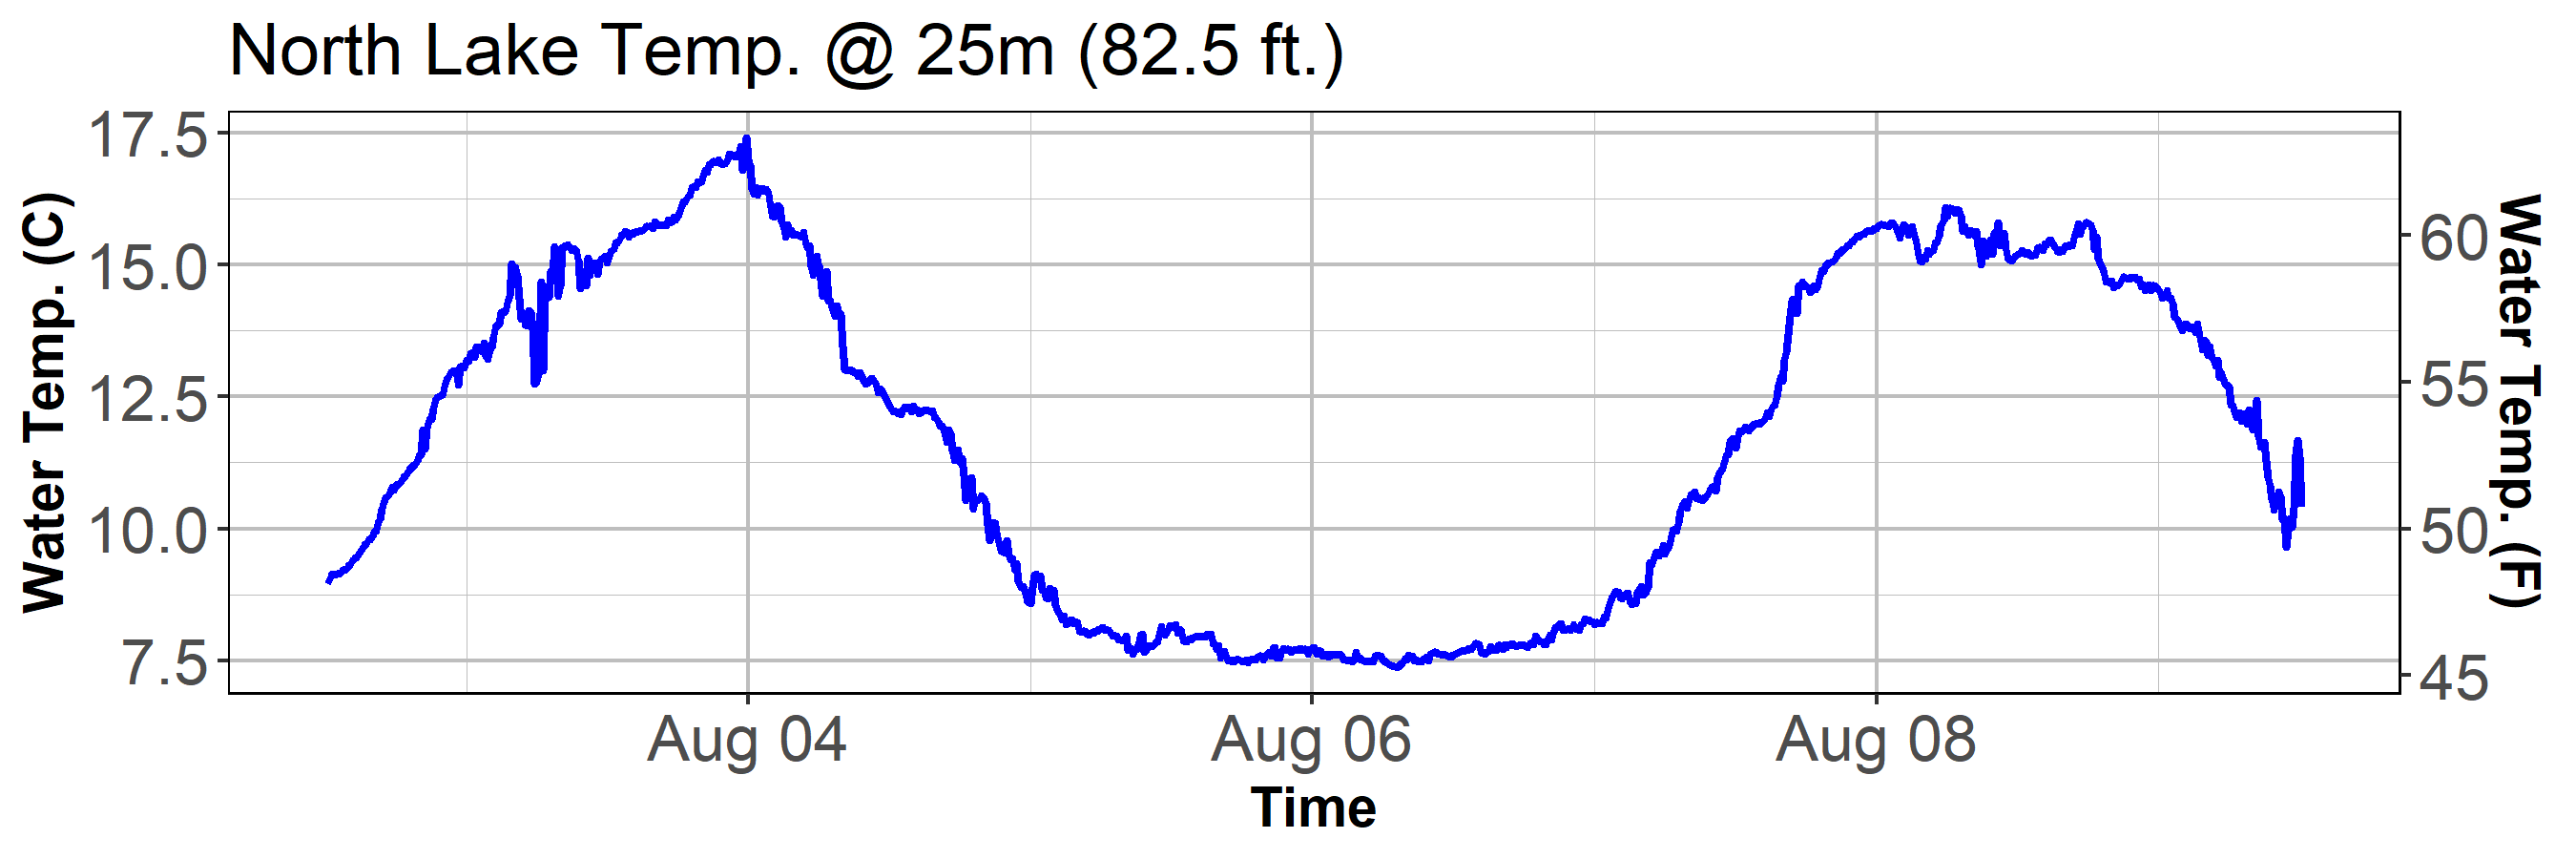 North Lake Temp. @ 25m (82.5 ft.)
Water Temp. (C)
17.5
15.0
12.5
10.0
7.5
Water Temp. (F)
60
55
50
45
Aug 04 Aug 06 Aug 08
Time